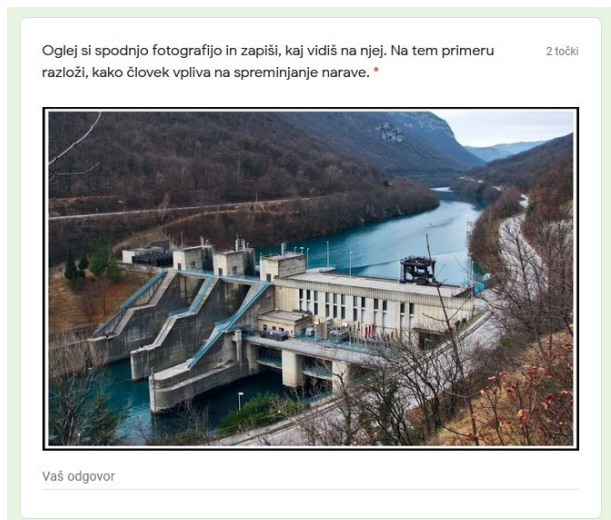 Oglej si spodnjo fotografijo in zapiši, kaj vidiš na njej. Na tem primeru
razloži, kako človek vpliva na spreminjanje narave. *
2 točki
Vaš odgovor